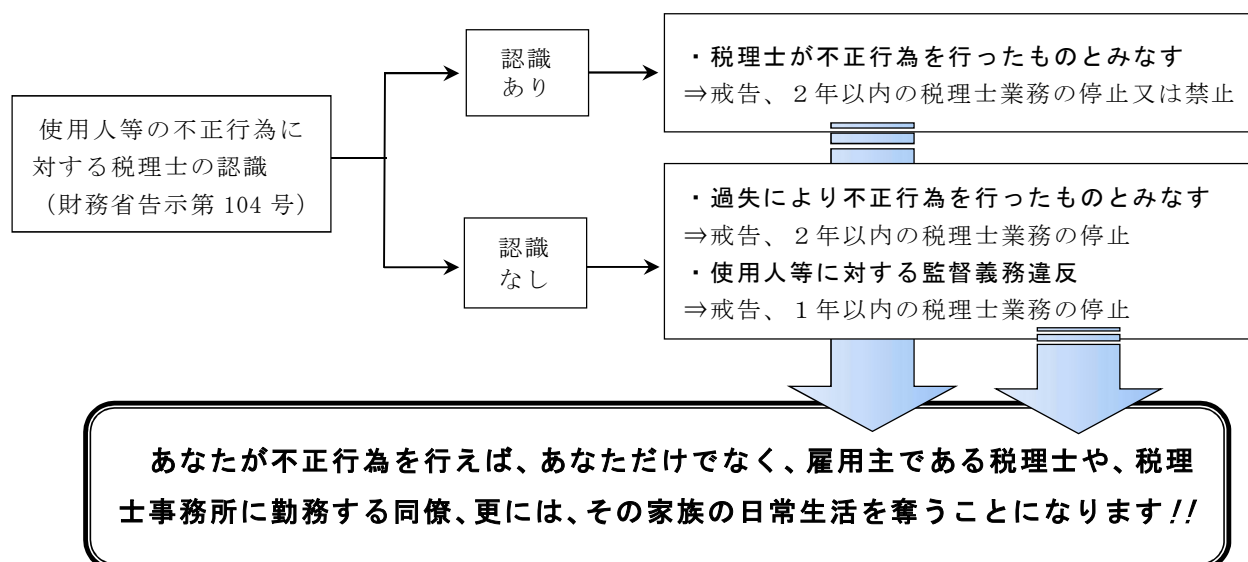 使用人等の不正行為に
対する税理士の認識
（財務省告示第 104 号）
認識
あり
・税理士が不正行為を行ったものとみなす
⇒戒告、２年以内の税理士業務の停止又は禁止
認識
なし
・過失により不正行為を行ったものとみなす
⇒戒告、２年以内の税理士業務の停止
・使用人等に対する監督義務違反
⇒戒告、１年以内の税理士業務の停止
あなたが不正行為を行えば、あなただけでなく、雇用主である税理士や、税理
士事務所に勤務する同僚、更には、その家族の日常生活を奪うことになります!!